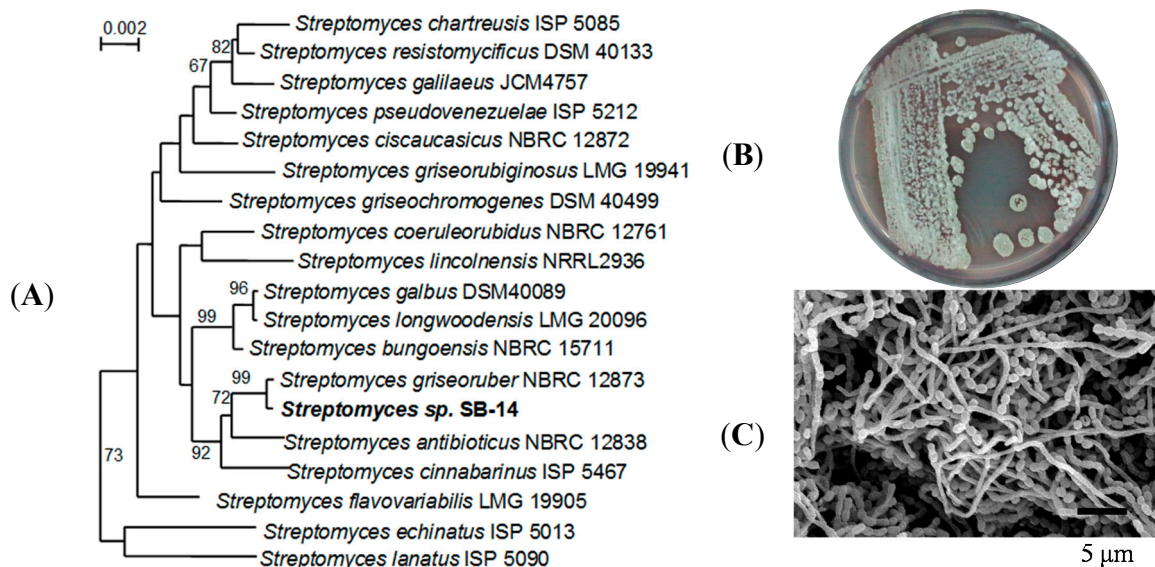 0.002
Streptomyces chartreusis ISP 5085
82
Streptomyces resistomycificus DSM 40133
67
Streptomyces galilaeus JCM4757
Streptomyces pseudovenezuelae ISP 5212
Streptomyces ciscaucasicus NBRC 12872
(B)
Streptomyces griseorubiginosus LMG 19941
Streptomyces griseochromogenes DSM 40499
Streptomyces coeruleorubidus NBRC 12761
Streptomyces lincolnensis NRRL2936
(A)
96
Streptomyces galbus DSM40089
99
Streptomyces longwoodensis LMG 20096
Streptomyces bungoensis NBRC 15711
99
Streptomyces griseoruber NBRC 12873
72
Streptomyces sp. SB-14
Streptomyces antibioticus NBRC 12838
(C)
92
73
Streptomyces cinnabarinus ISP 5467
Streptomyces flavovariabilis LMG 19905
Streptomyces echinatus ISP 5013
Streptomyces lanatus ISP 5090
5 μm